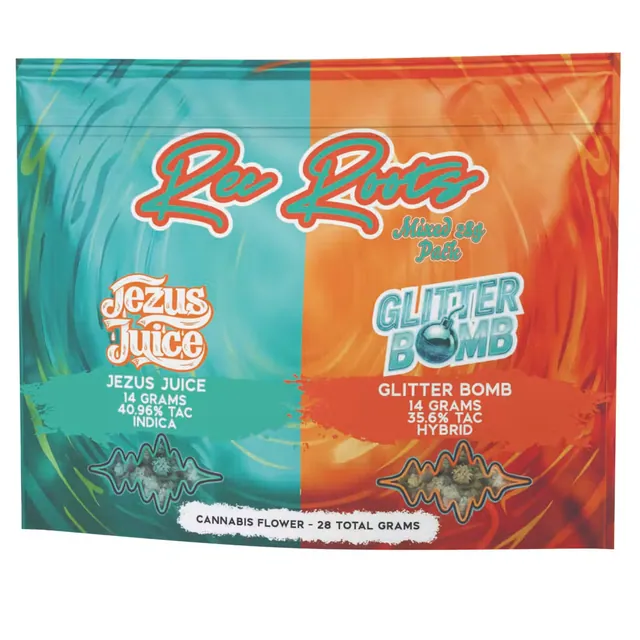 Rec Roots
Mixed 28g
Pack
Jezus
Juice
GLITTER
BOMB
JEZUS JUICE
14 GRAMS
40.96% TAC
INDICA
GLITTER BOMB
14 GRAMS
35.6% TAC
HYBRID
CANNABIS FLOWER - 28 TOTAL GRAMS